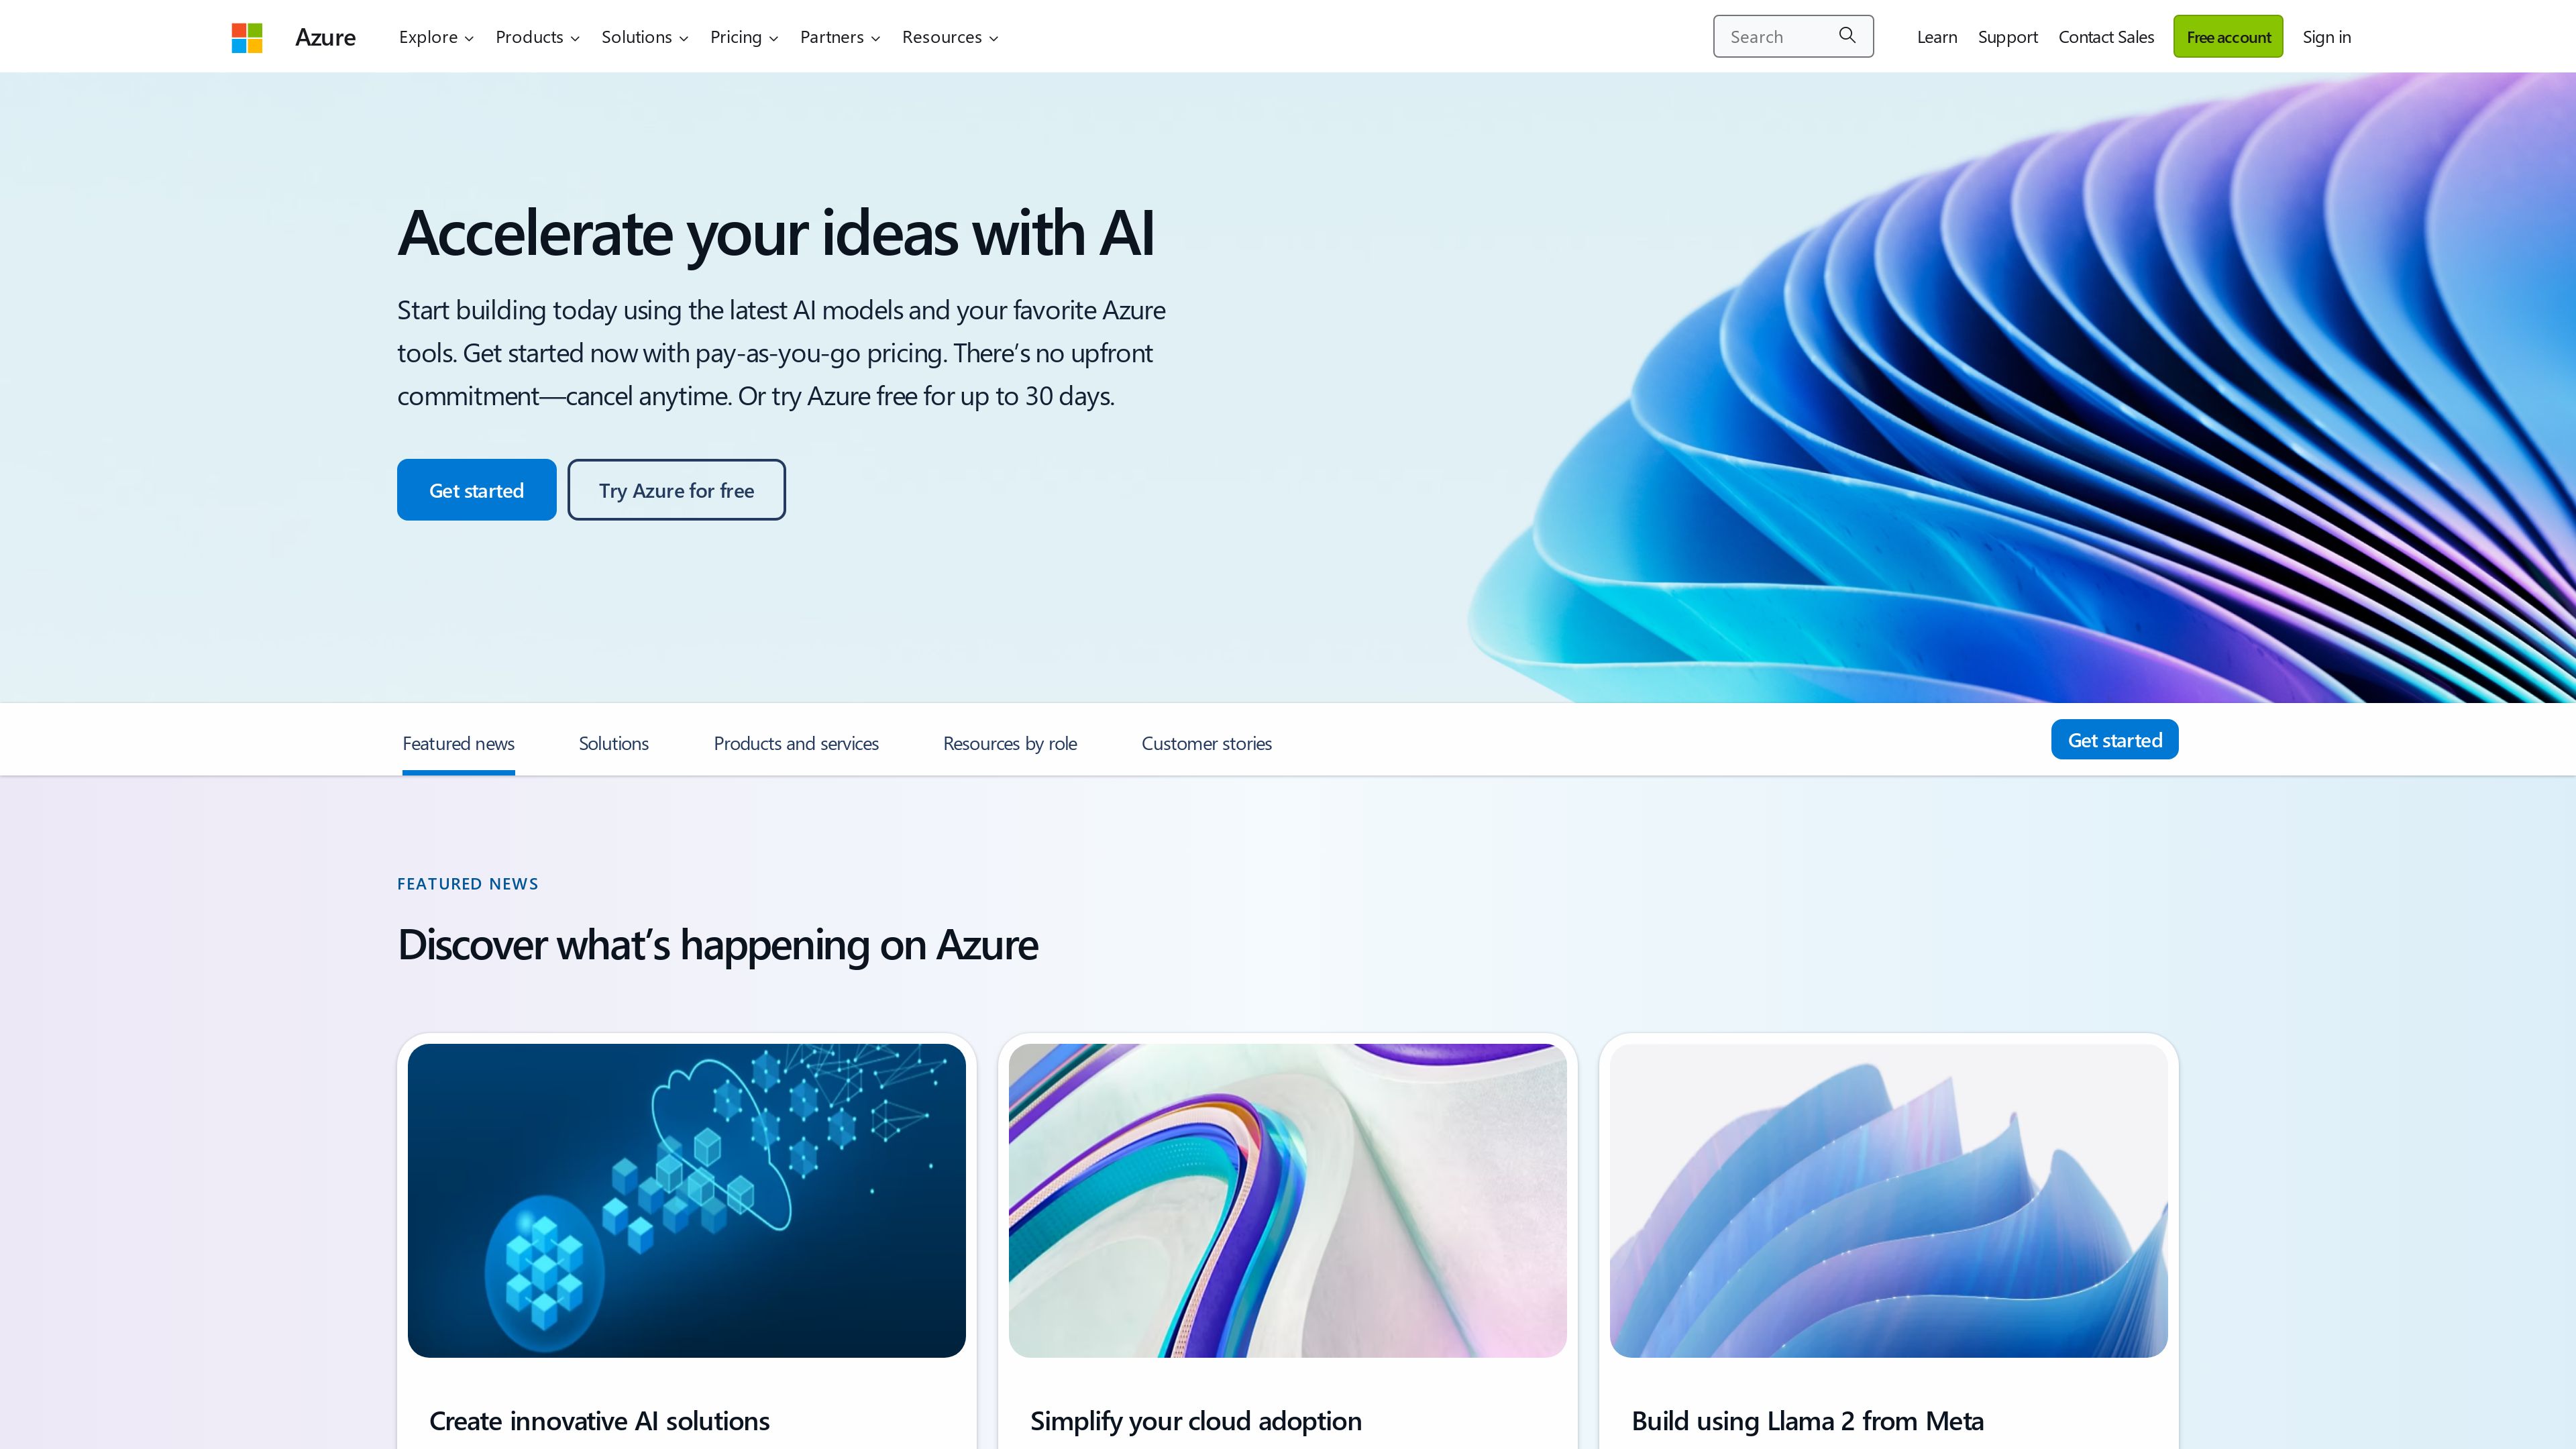 Azure
Explore
Products
Solutions
Pricing
Partners
Resources
Search
Learn
Support
Contact Sales
Free account
Sign in
Accelerate your ideas with AI
Start building today using the latest AI models and your favorite Azure
tools. Get started now with pay-as-you-go pricing. There’s no upfront
commitment—cancel anytime. Or try Azure free for up to 30 days.
Get started
Try Azure for free
Featured news
Solutions
Products and services
Resources by role
Customer stories
Get started
FEATURED NEWS
Discover what’s happening on Azure
Create innovative AI solutions
Simplify your cloud adoption
Build using Llama 2 from Meta